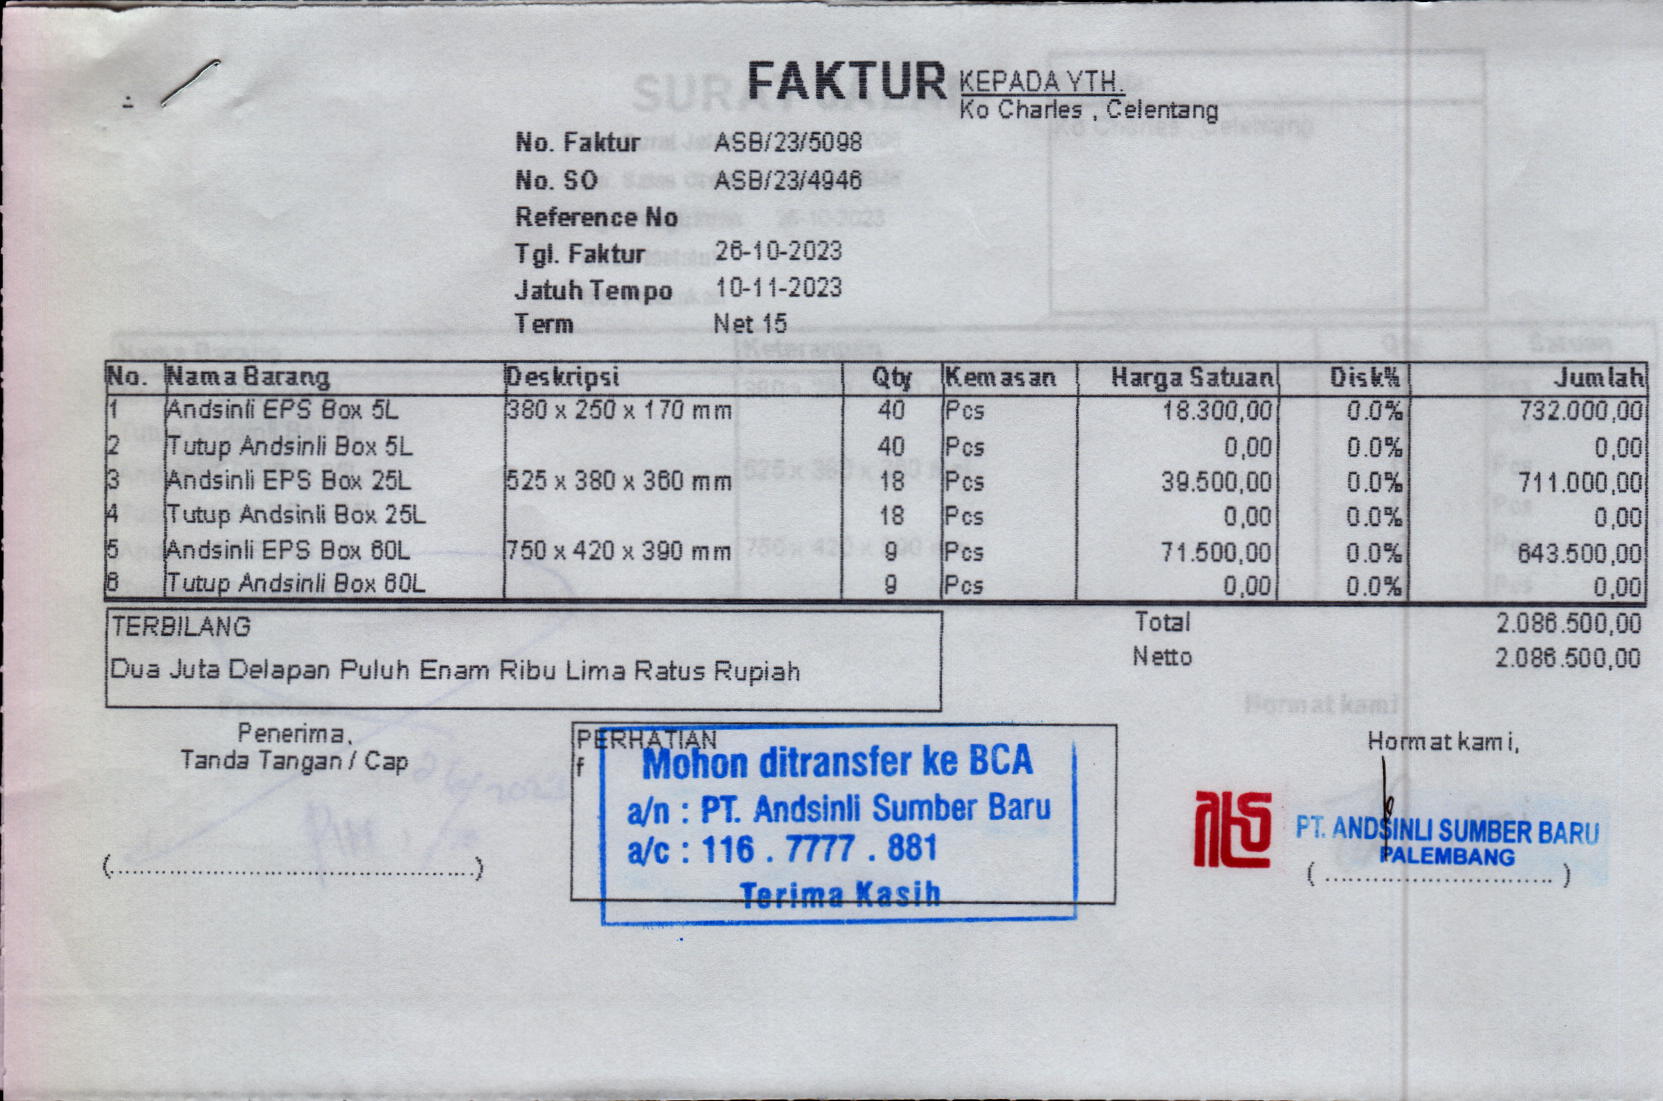 FAKTUR
KEPADA YTH.
Ko Charles , Celentang
No. Faktur ASB/23/5098
No. SO ASB/23/4946
Reference No
Tgl. Faktur 26-10-2023
Jatuh Tempo 10-11-2023
Term Net 15
No. Nama Barang Deskripsi Qty Kemasan Harga Satuan Disk% Jumlah
1 Andsinli EPS Box 5L 380 x 250 x 170 mm 40 Pcs 18.300,00 0.0% 732.000,00
2 Tutup Andsinli Box 5L 40 Pcs 0,00 0.0% 0,00
3 Andsinli EPS Box 25L 525 x 380 x 360 mm 18 Pcs 39.500,00 0.0% 711.000,00
4 Tutup Andsinli Box 25L 18 Pcs 0,00 0.0% 0,00
5 Andsinli EPS Box 60L 750 x 420 x 390 mm 9 Pcs 71.500,00 0.0% 643.500,00
6 Tutup Andsinli Box 60L 9 Pcs 0,00 0.0% 0,00
TERBILANG
Dua Juta Delapan Puluh Enam Ribu Lima Ratus Rupiah
Total 2.086.500,00
Netto 2.086.500,00
Penerima,
Tanda Tangan / Cap
(..............................................)
PERHATIAN
f
Mohon ditransfer ke BCA
a/n : PT. Andsinli Sumber Baru
a/c : 116 . 7777 . 881
Terima Kasih
Hormat kami,
PT. ANDSINLI SUMBER BARU
PALEMBANG
( ............................. )